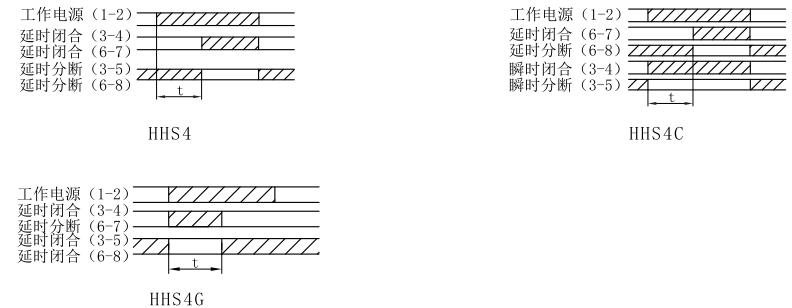 工作电源（1-2）
延时闭合（3-4）
延时闭合（6-7）
延时分断（3-5）
延时分断（6-8）
t
HHS4
工作电源（1-2）
延时闭合（6-7）
延时分断（6-8）
瞬时闭合（3-4）
瞬时分断（3-5）
t
HHS4C
工作电源（1-2）
延时闭合（3-4）
延时分断（6-7）
延时闭合（3-5）
延时闭合（6-8）
t
HHS4G